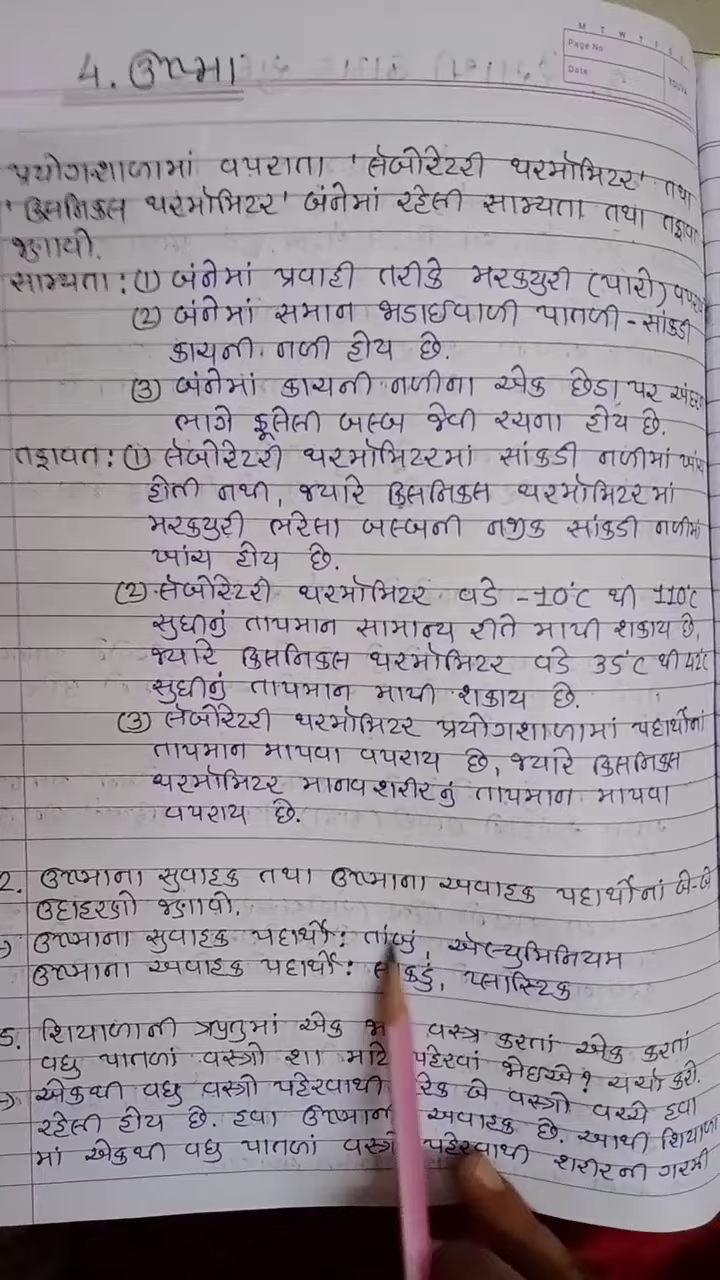 M T W T F S S
Page No
Date
YOUVA
4. ઉષ્મા
પ્રયોગશાળામાં વપરાતા 'લૅબોરેટરી થરમૉમિટર' તથા
'ક્લિનિકલ થરમૉમિટર' બંનેમાં રહેલી સામ્યતા તથા તફાવત
જણાવો.
સામ્યતા : (1) બંનેમાં પ્રવાહી તરીકે મરક્યુરી (પારો)
(2) બંનેમાં સમાન જાડાઈવાળી પાતળી - સાંકડી
કાચની નળી હોય છે.
(3) બંનેમાં કાચની નળીના એક છેડા પર
ભાગે ફૂલેલી બલ્બ જેવી રચના હોય છે.
તફાવત : (1) લૅબોરેટરી થરમૉમિટરમાં સાંકડી નળીમાં ખાંચ
હોતી નથી, જ્યારે ક્લિનિકલ થરમૉમિટરમાં
મરક્યુરી ભરેલા બલ્બની નજીક સાંકડી નળીમાં
ખાંચ હોય છે.
(2) લૅબોરેટરી થરમૉમિટર વડે -10°C થી 110°C
સુધીનું તાપમાન સામાન્ય રીતે માપી શકાય છે,
જ્યારે ક્લિનિકલ થરમૉમિટર વડે 35°C થી 42°C
સુધીનું તાપમાન માપી શકાય છે.
(3) લૅબોરેટરી થરમૉમિટર પ્રયોગશાળામાં પદાર્થોનાં
તાપમાન માપવા વપરાય છે, જ્યારે ક્લિનિકલ
થરમૉમિટર માનવશરીરનું તાપમાન માપવા
વપરાય છે.
2. ઉષ્માના સુવાહક તથા ઉષ્માના અવાહક પદાર્થોનાં બે-બે
ઉદાહરણો જણાવો.
ઉષ્માના સુવાહક પદાર્થો : તાંબું, ઍલ્યુમિનિયમ
ઉષ્માના અવાહક પદાર્થો : લાકડું, પ્લાસ્ટિક
શિયાળાની ઋતુમાં એક વસ્ત્ર કરતાં એક કરતાં
વધુ પાતળાં વસ્ત્રો શા માટે પહેરવાં જોઇએ? ચર્ચા કરો.
એકથી વધુ વસ્ત્રો પહેરવાથી બે વસ્ત્રો વચ્ચે હવા
રહેલી હોય છે. હવા ઉષ્માની અવાહક છે. આથી શિયાળા
માં એકથી વધુ પાતળાં વસ્ત્રો પહેરવાથી શરીરની ગરમી